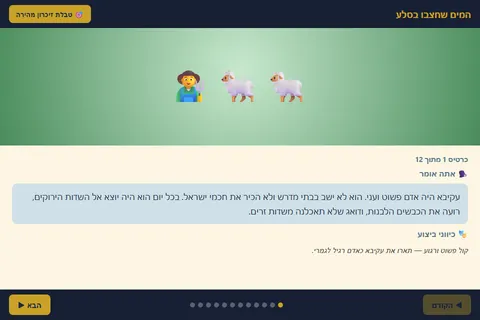 המים שחצבו בסלע
טבלת זיכרון מהירה
כרטיס 1 מתוך 12
אתה אומר
עקיבא היה אדם פשוט ועני. הוא לא ישב בבתי מדרש ולא הכיר את חכמי ישראל. בכל יום הוא היה יוצא אל השדות הירוקים,
רועה את הכבשים הלבנות, ודואג שלא תאכלנה משדות זרים.
כיווני ביצוע
קול פשוט ורגוע — תארו את עקיבא כאדם רגיל לגמרי.
◀ הקודם
הבא ▶